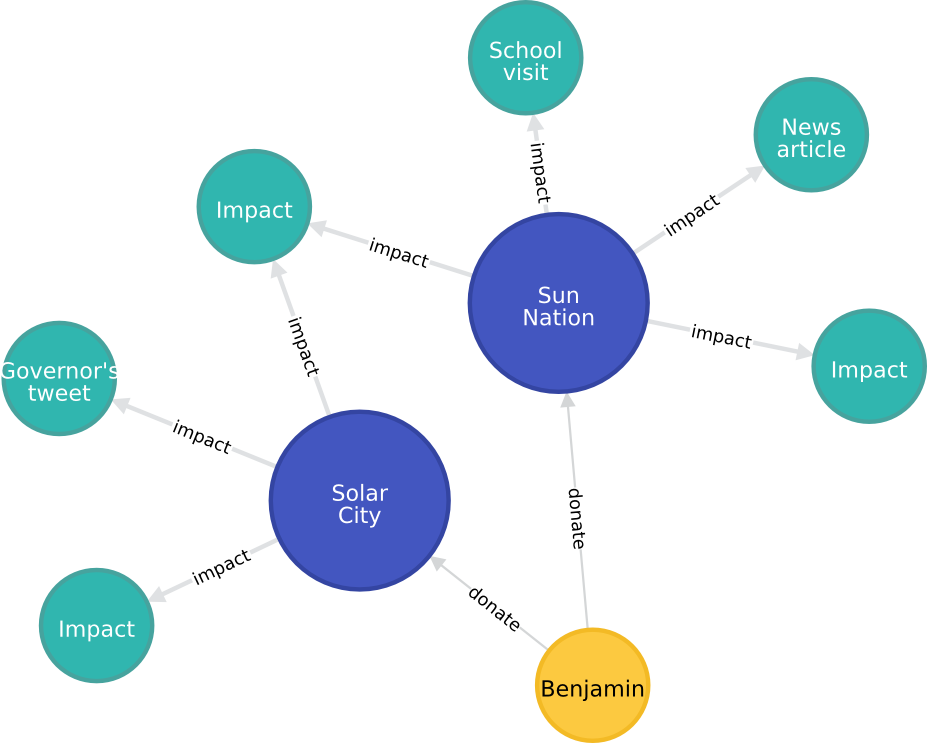 School
visit
News
article
impact
Impact
impact
impact
Sun
Nation
impact
Impact
impact
Governor's
tweet
impact
Solar
City
donate
impact
donate
Impact
Benjamin